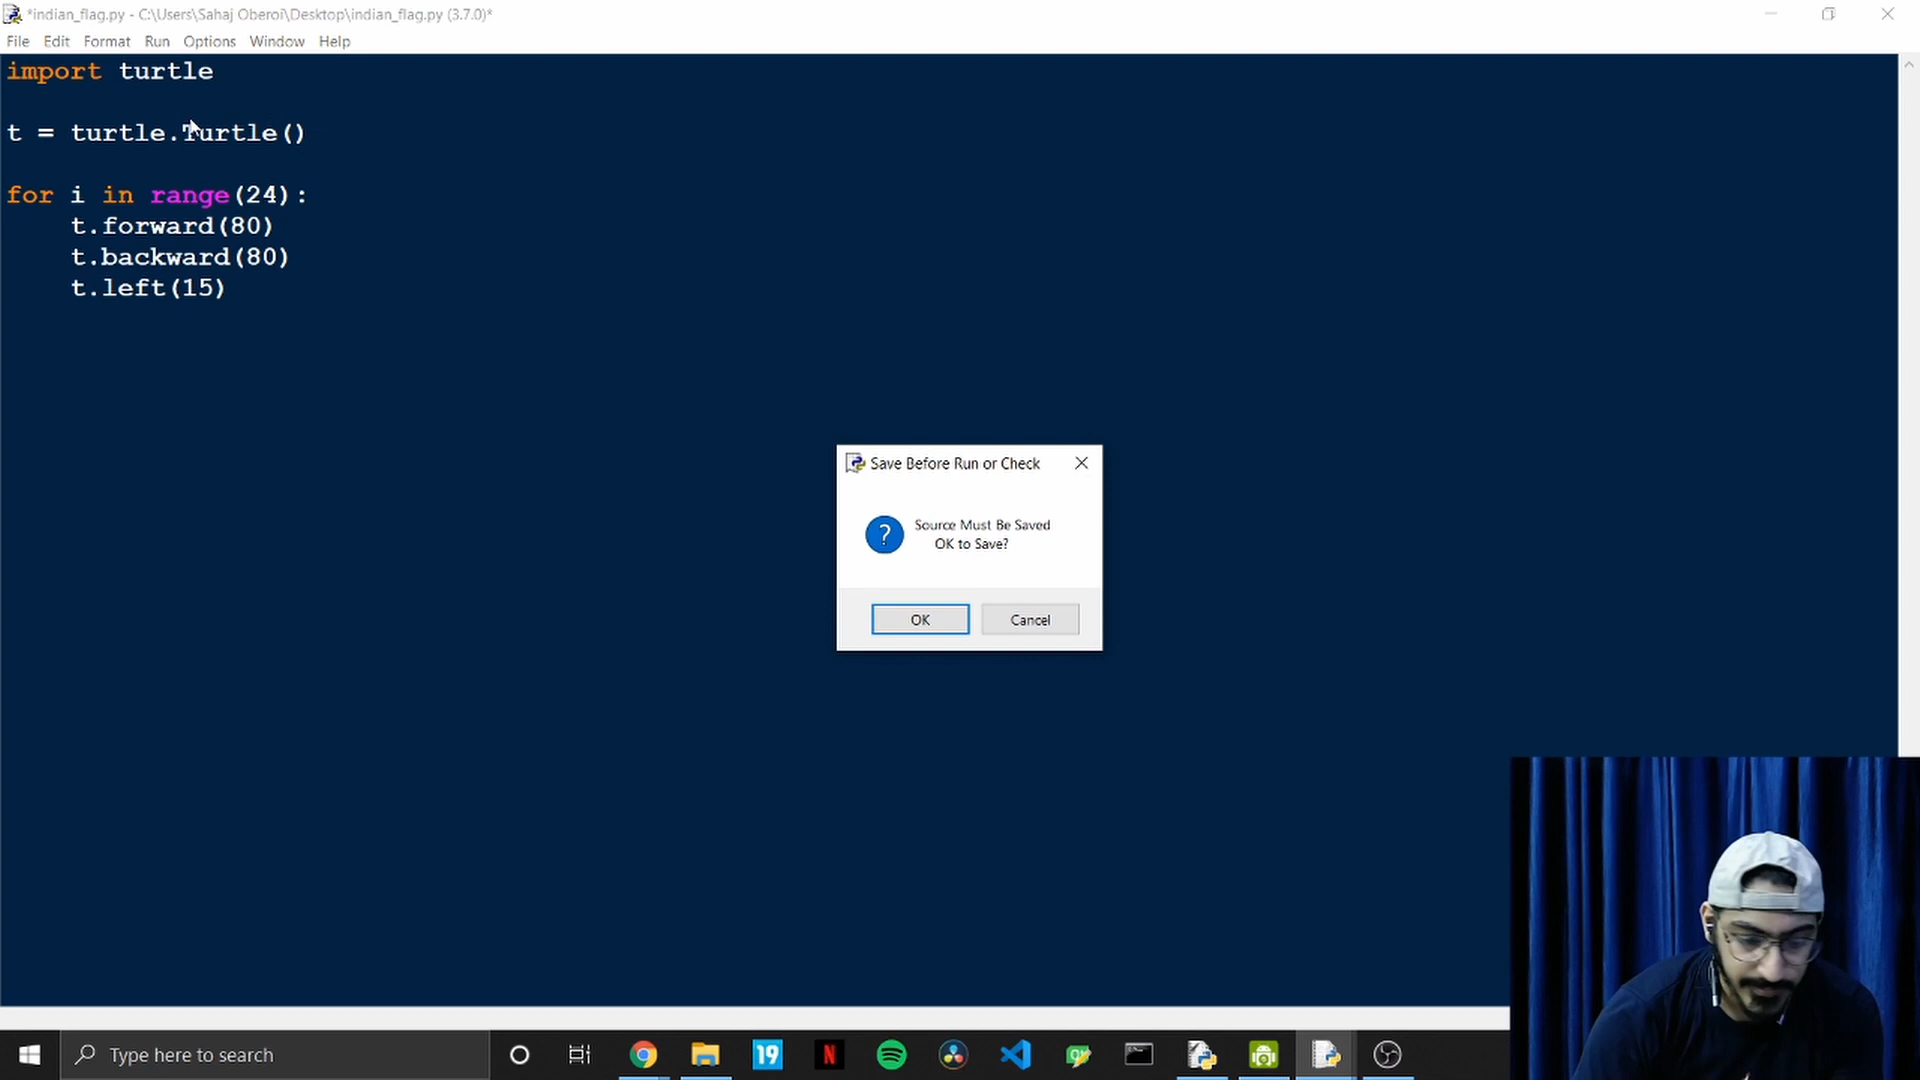 *indian_flag.py - C:\Users\Sahaj Oberoi\Desktop\indian_flag.py (3.7.0)*
File Edit Format Run Options Window Help
import turtle
t = turtle.Turtle()
for i in range(24):
    t.forward(80)
    t.backward(80)
    t.left(15)
Save Before Run or Check
?
Source Must Be Saved
OK to Save?
OK Cancel
Type here to search
19
N